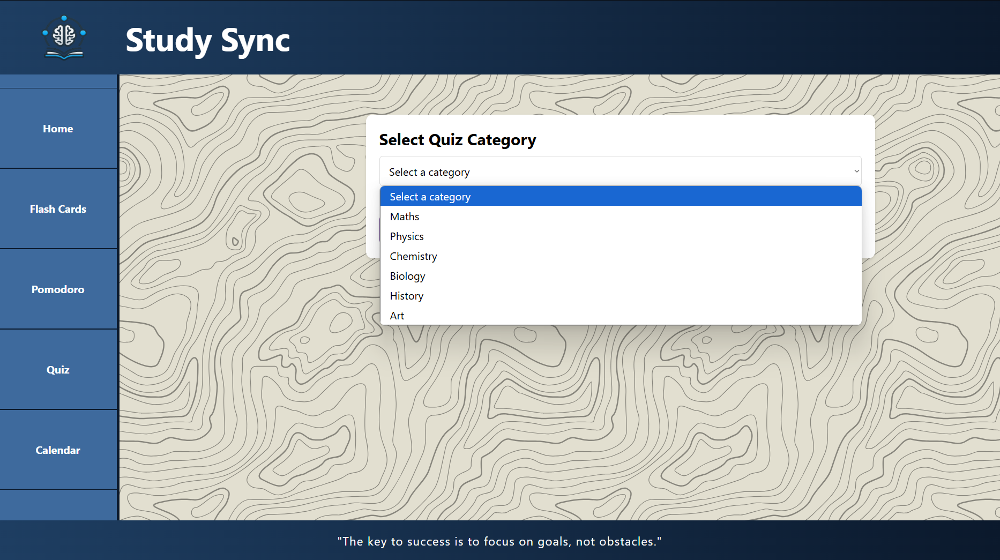 Study Sync
Home
Flash Cards
Pomodoro
Quiz
Calendar
Select Quiz Category
Select a category
Select a category
Maths
Physics
Chemistry
Biology
History
Art
"The key to success is to focus on goals, not obstacles."